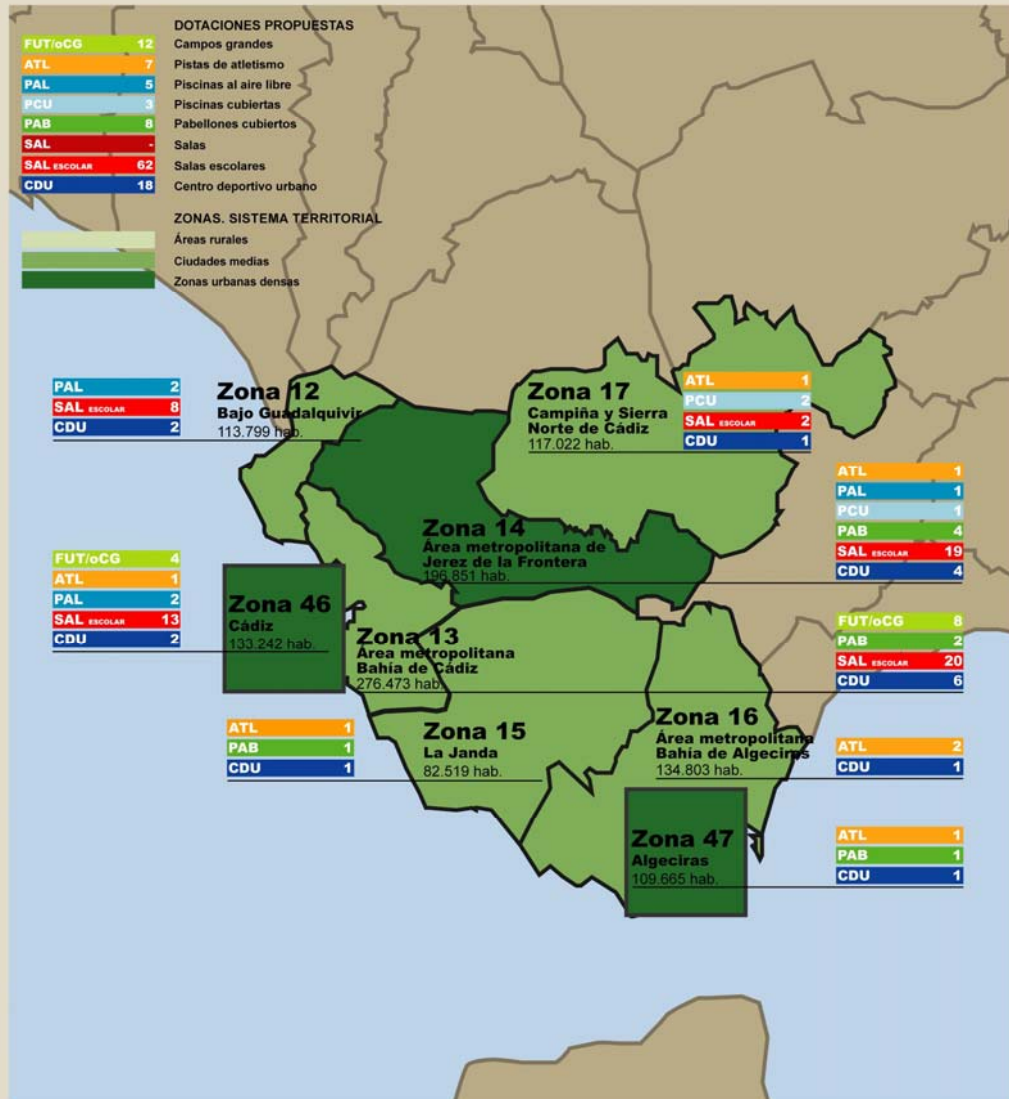 DOTACIONES PROPUESTAS
FUT/oCG 12 Campos grandes
ATL 7 Pistas de atletismo
PAL 5 Piscinas al aire libre
PCU 3 Piscinas cubiertas
PAB 8 Pabellones cubiertos
SAL - Salas
SAL ESCOLAR 62 Salas escolares
CDU 18 Centro deportivo urbano
ZONAS. SISTEMA TERRITORIAL
Áreas rurales
Ciudades medias
Zonas urbanas densas
PAL 2
SAL ESCOLAR 8
CDU 2
Zona 12
Bajo Guadalquivir
113.799 hab.
Zona 17
Campiña y Sierra
Norte de Cádiz
117.022 hab.
ATL 1
PCU 2
SAL ESCOLAR 2
CDU 1
Zona 14
Área metropolitana de
Jerez de la Frontera
196.851 hab.
ATL 1
PAL 1
PCU 1
PAB 4
SAL ESCOLAR 19
CDU 4
FUT/oCG 4
ATL 1
PAL 2
SAL ESCOLAR 13
CDU 2
Zona 46
Cádiz
133.242 hab.
Zona 13
Área metropolitana
Bahía de Cádiz
276.473 hab.
FUT/oCG 8
PAB 2
SAL ESCOLAR 20
CDU 6
ATL 1
PAB 1
CDU 1
Zona 15
La Janda
82.519 hab.
Zona 16
Área metropolitana
Bahía de Algeciras
134.803 hab.
ATL 2
CDU 1
Zona 47
Algeciras
109.665 hab.
ATL 1
PAB 1
CDU 1